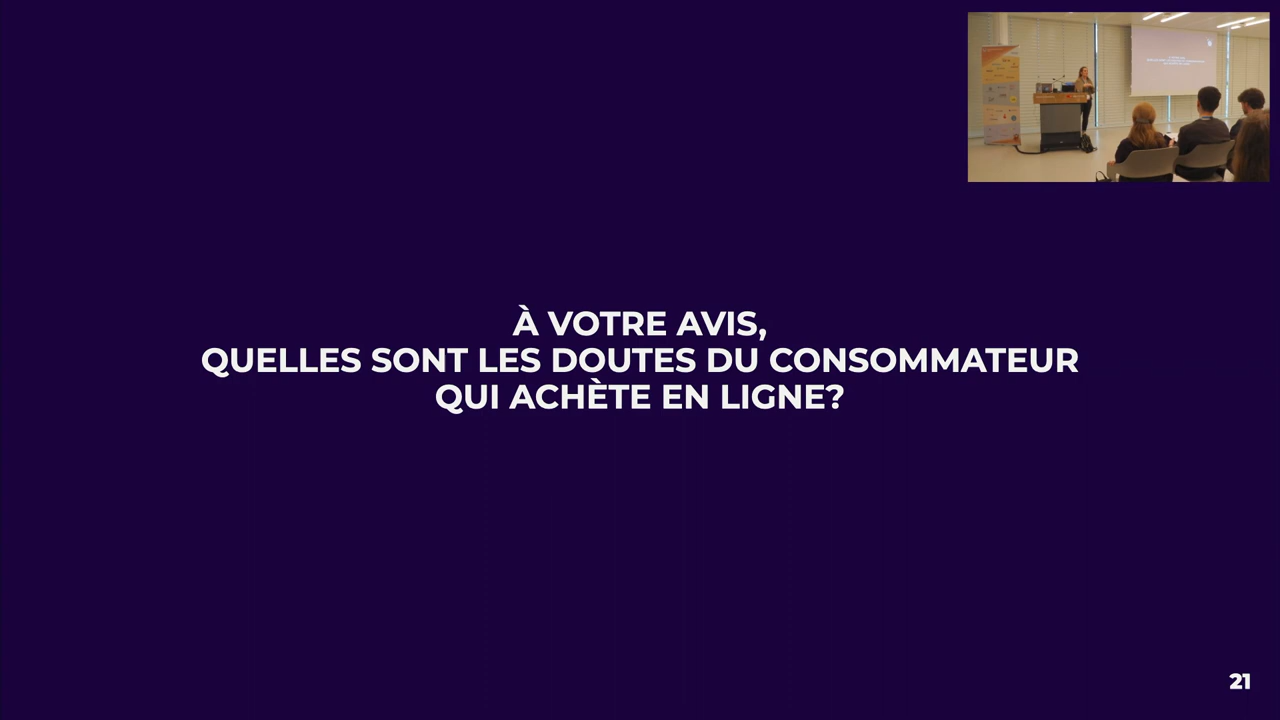 À VOTRE AVIS,
QUELLES SONT LES DOUTES DU CONSOMMATEUR
QUI ACHÈTE EN LIGNE?
21